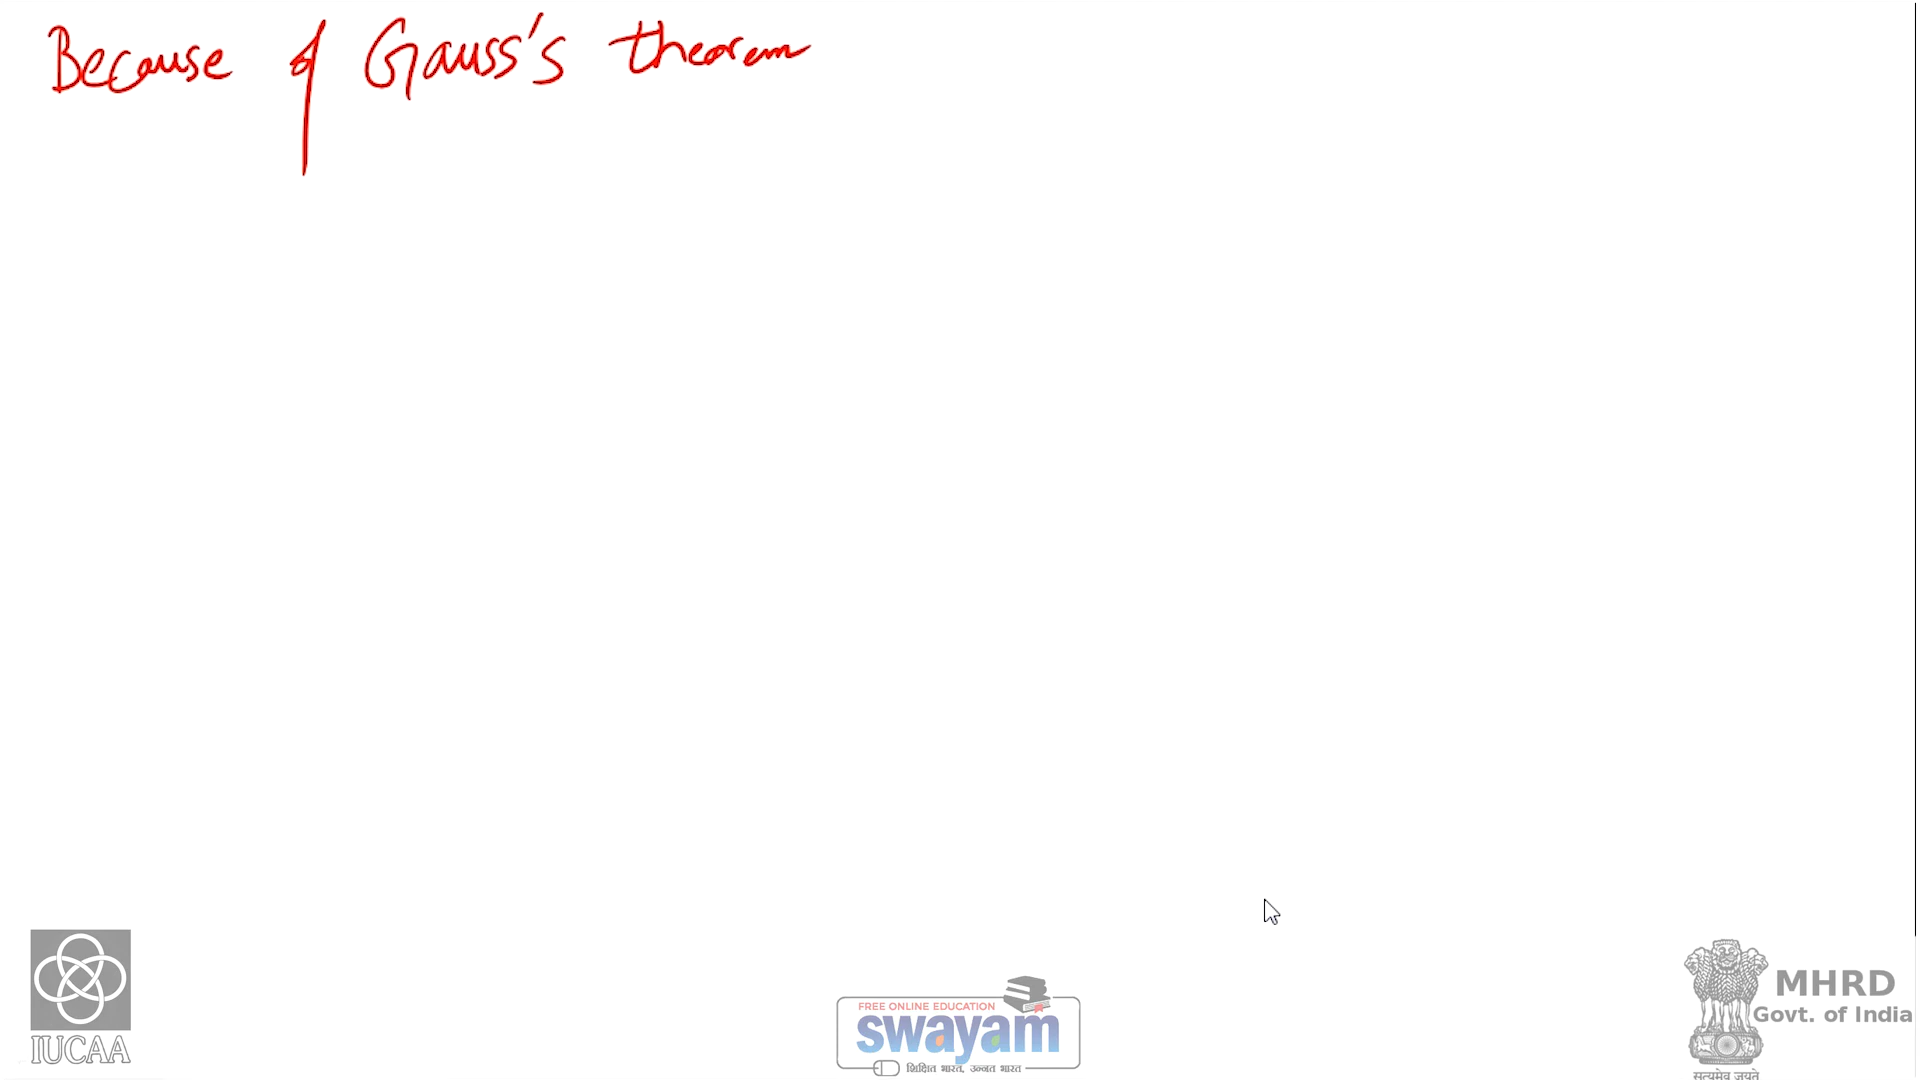 Because of Gauss's theorem
IUCAA
FREE ONLINE EDUCATION
swayam
शिक्षित भारत, उन्नत भारत
MHRD
Govt. of India
सत्यमेव जयते